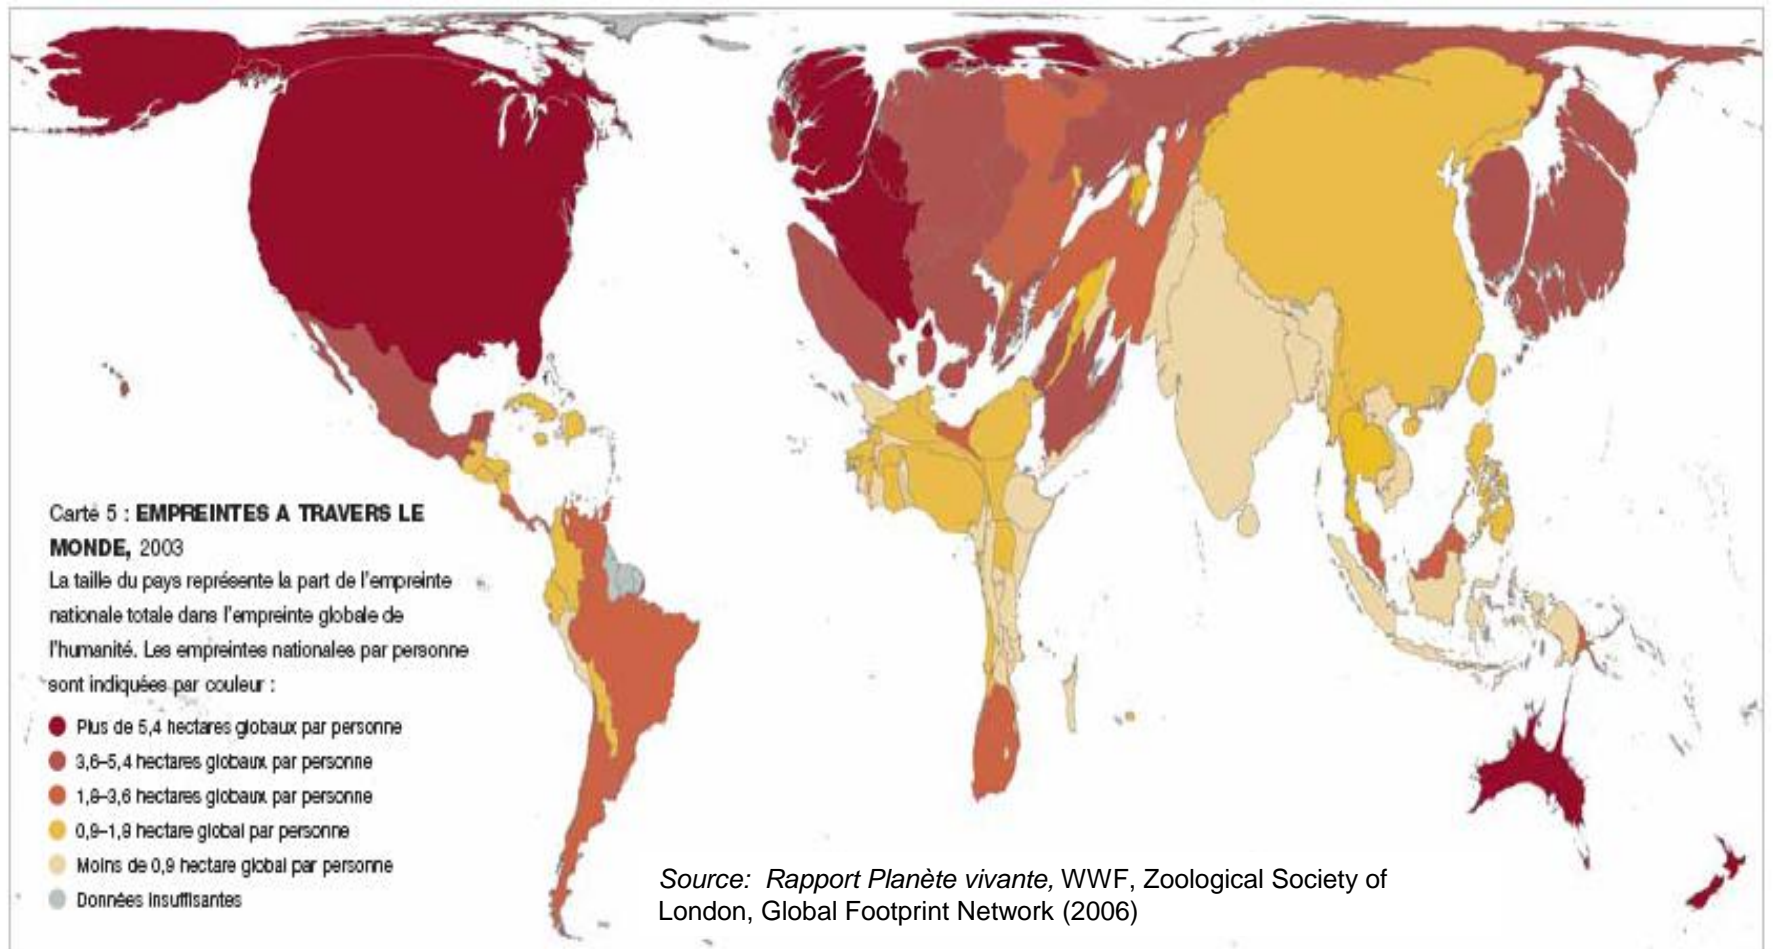 Carté 5 : EMPREINTES A TRAVERS LE
MONDE, 2003
La taille du pays représente la part de l'empreinte
nationale totale dans l'empreinte globale de
l'humanité. Les empreintes nationales par personne
sont indiquées par couleur :
Plus de 5,4 hectares globaux par personne
3,6–5,4 hectares globaux par personne
1,8–3,6 hectares globaux par personne
0,9–1,8 hectare global par personne
Moins de 0,9 hectare global par personne
Données insuffisantes
Source: Rapport Planète vivante, WWF, Zoological Society of
London, Global Footprint Network (2006)